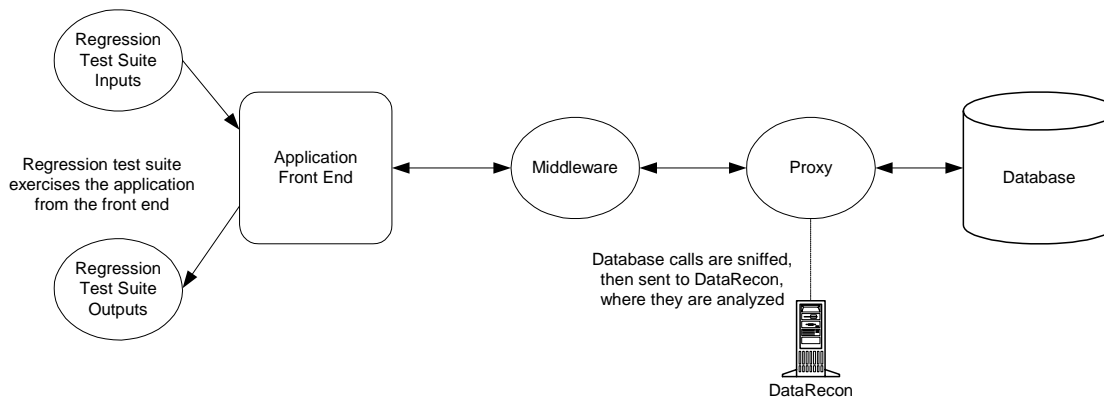 Regression
Test Suite
Inputs
Regression test suite
exercises the application
from the front end
Regression
Test Suite
Outputs
Application
Front End
Middleware
Proxy
Database
Database calls are sniffed,
then sent to DataRecon,
where they are analyzed
DataRecon